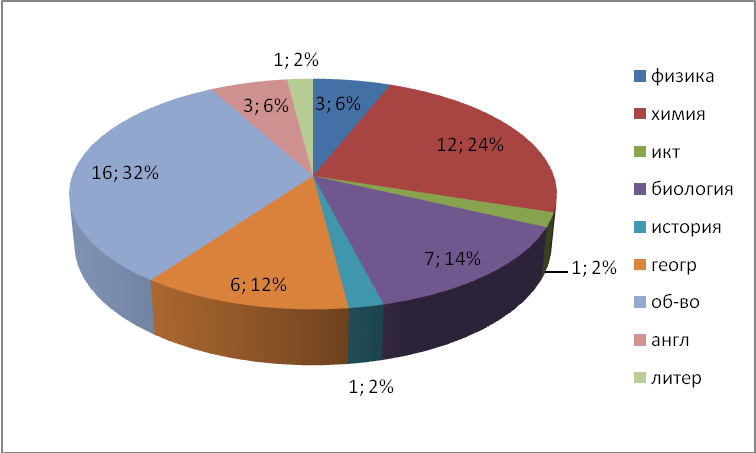 1; 2%
3; 6%
3; 6%
12; 24%
16; 32%
7; 14%
1; 2%
6; 12%
1; 2%
физика
химия
икт
биология
история
геогр
об-во
англ
литер